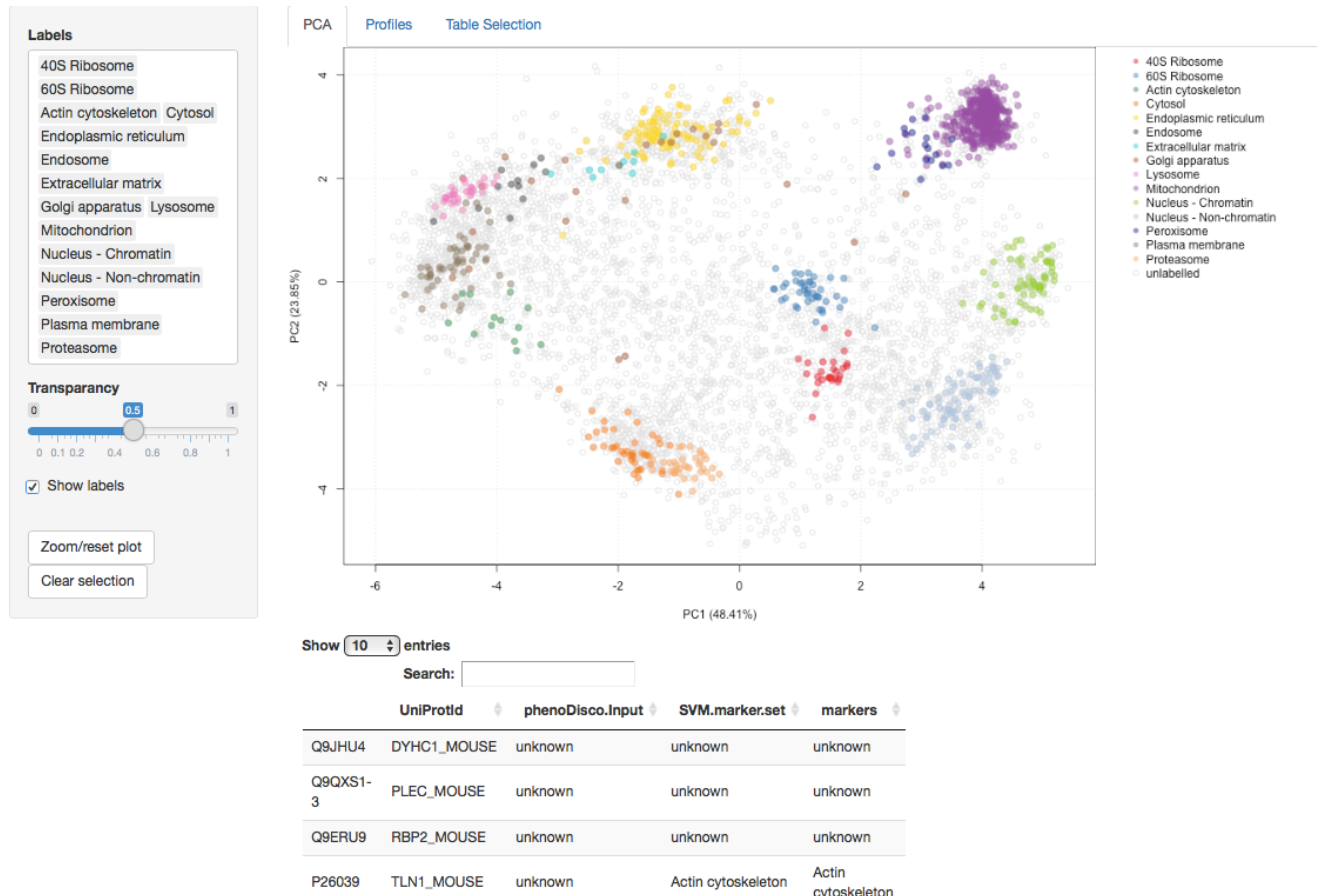 Labels
40S Ribosome
60S Ribosome
Actin cytoskeleton Cytosol
Endoplasmic reticulum
Endosome
Extracellular matrix
Golgi apparatus Lysosome
Mitochondrion
Nucleus - Chromatin
Nucleus - Non-chromatin
Peroxisome
Plasma membrane
Proteasome
Transparancy
0 0.5 1
0 0.1 0.2 0.4 0.6 0.8 1
Show labels
Zoom/reset plot
Clear selection
PCA Profiles Table Selection
4
2
0
-2
-4
PC2 (23.85%)
-6 -4 -2 0 2 4
PC1 (48.41%)
40S Ribosome
60S Ribosome
Actin cytoskeleton
Cytosol
Endoplasmic reticulum
Endosome
Extracellular matrix
Golgi apparatus
Lysosome
Mitochondrion
Nucleus - Chromatin
Nucleus - Non-chromatin
Peroxisome
Plasma membrane
Proteasome
unlabelled
Show 10 entries
Search:
UniProtId phenoDisco.Input SVM.marker.set markers
Q9JHU4 DYHC1_MOUSE unknown unknown unknown
Q9QXS1-
3 PLEC_MOUSE unknown unknown unknown
Q9ERU9 RBP2_MOUSE unknown unknown unknown
P26039 TLN1_MOUSE unknown Actin cytoskeleton Actin
cytoskeleton